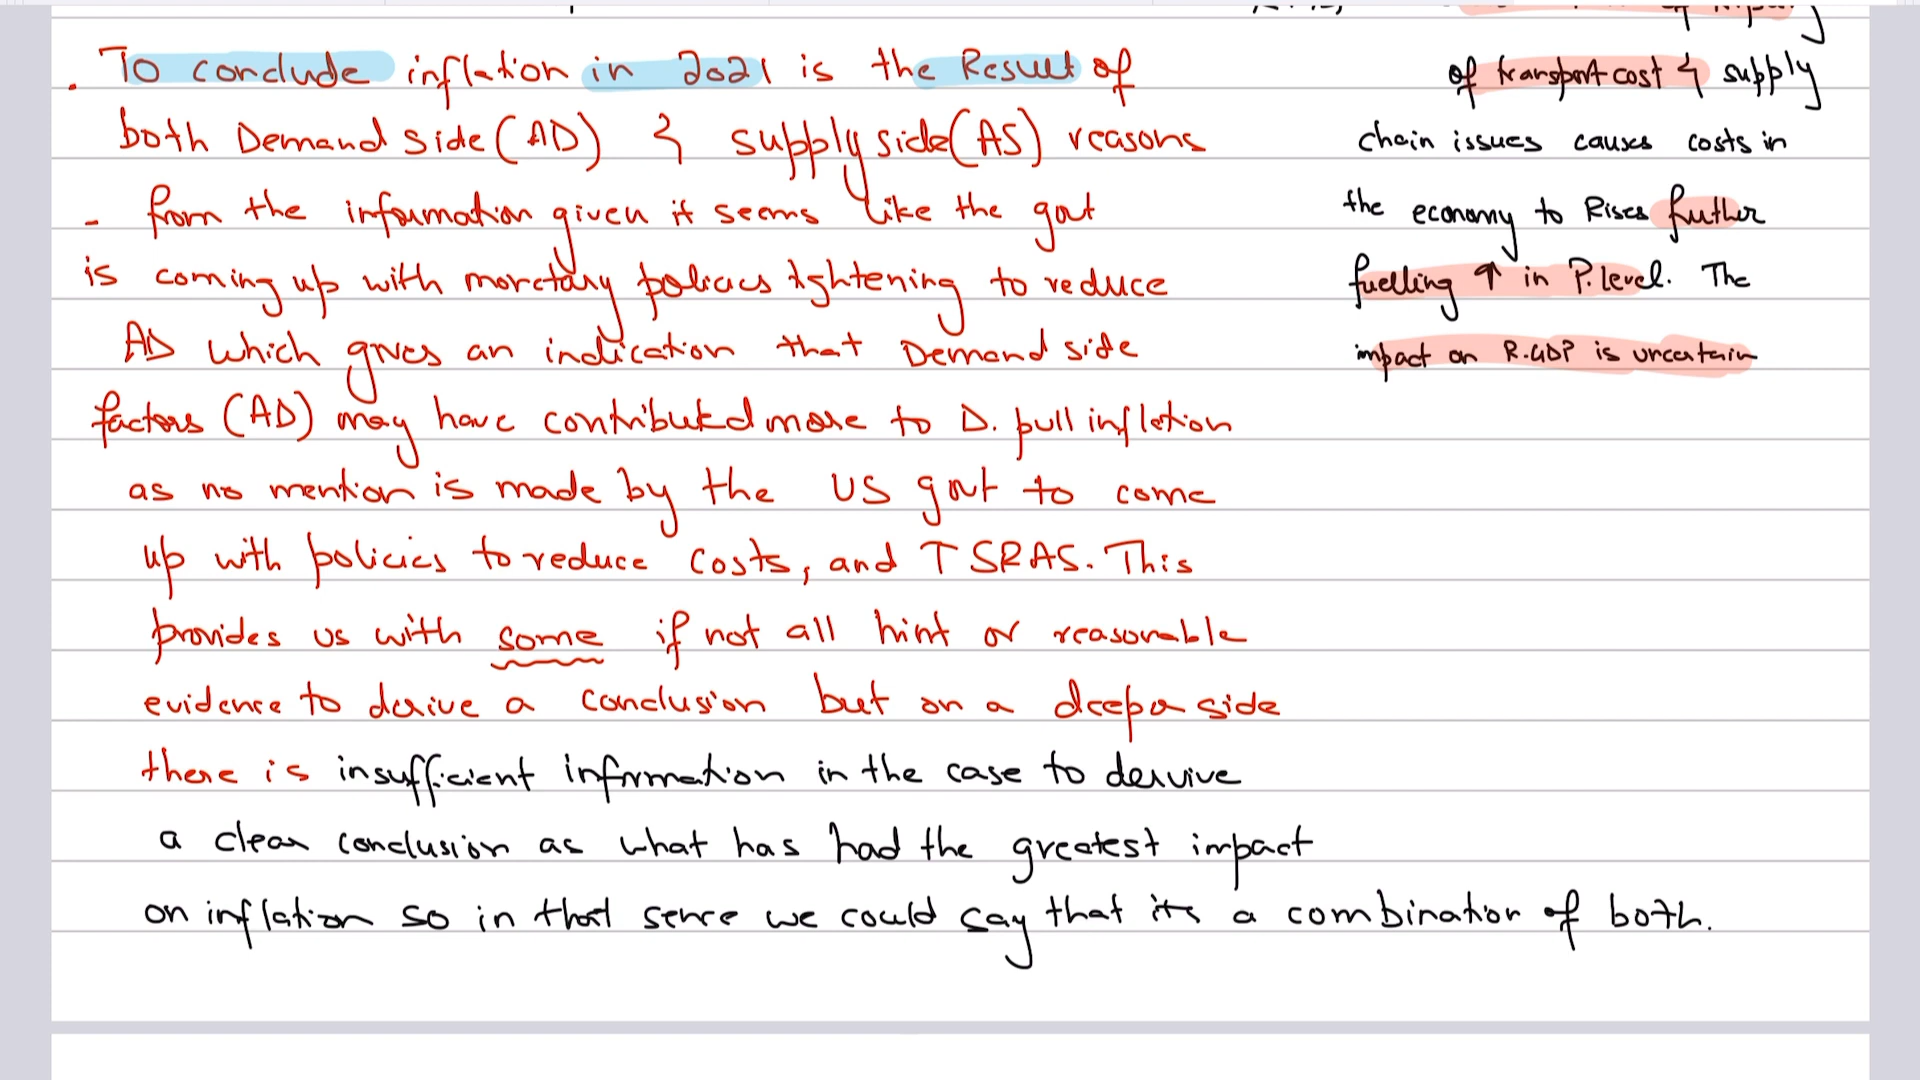 . To conclude inflation in 2021 is the Result of
both Demand side (AD) & supply side (AS) reasons
- from the information given it seems like the govt
is coming up with monetary policies tightening to reduce
AD which gives an indication that Demand side
factors (AD) may have contributed more to D. pull inflation
as no mention is made by the US govt to come
up with policies to reduce costs, and ↑ SRAS. This
provides us with some if not all hint or reasonable
evidence to derive a conclusion but on a deeper side
there is insufficient information in the case to dervive
a clear conclusion as what has had the greatest impact
on inflation so in that sense we could say that its a combination of both.
of transport cost & supply
chain issues causes costs in
the economy to Rises futher
fuelling ↑ in P.level. The
impact on R.GDP is uncertain